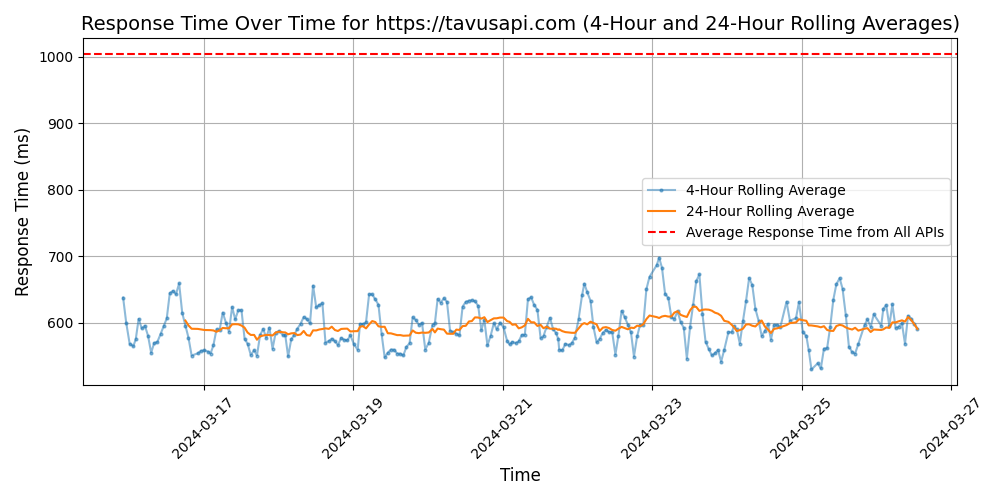 Response Time Over Time for https://tavusapi.com (4-Hour and 24-Hour Rolling Averages)
Response Time (ms)
1000
900
800
700
600
4-Hour Rolling Average
24-Hour Rolling Average
Average Response Time from All APIs
2024-03-17
2024-03-19
2024-03-21
2024-03-23
2024-03-25
2024-03-27
Time